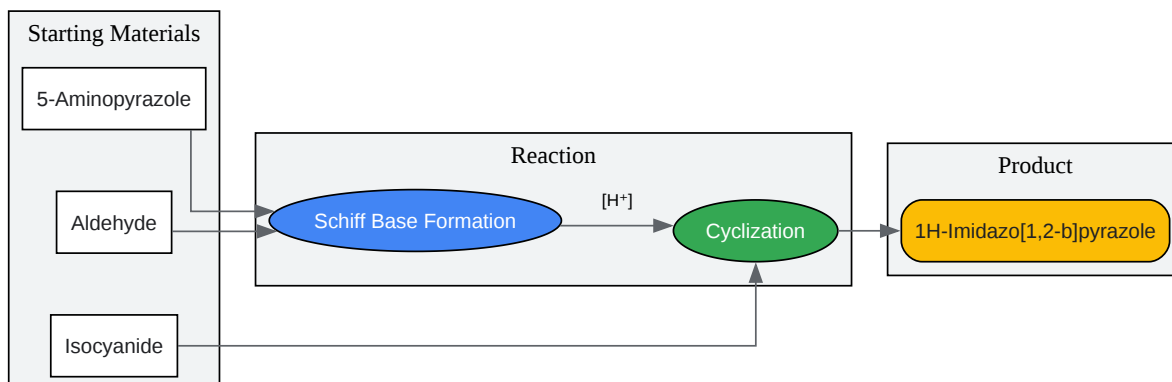 Starting Materials
5-Aminopyrazole
Aldehyde
Isocyanide
Reaction
Schiff Base Formation
[H⁺]
Cyclization
Product
1H-Imidazo[1,2-b]pyrazole